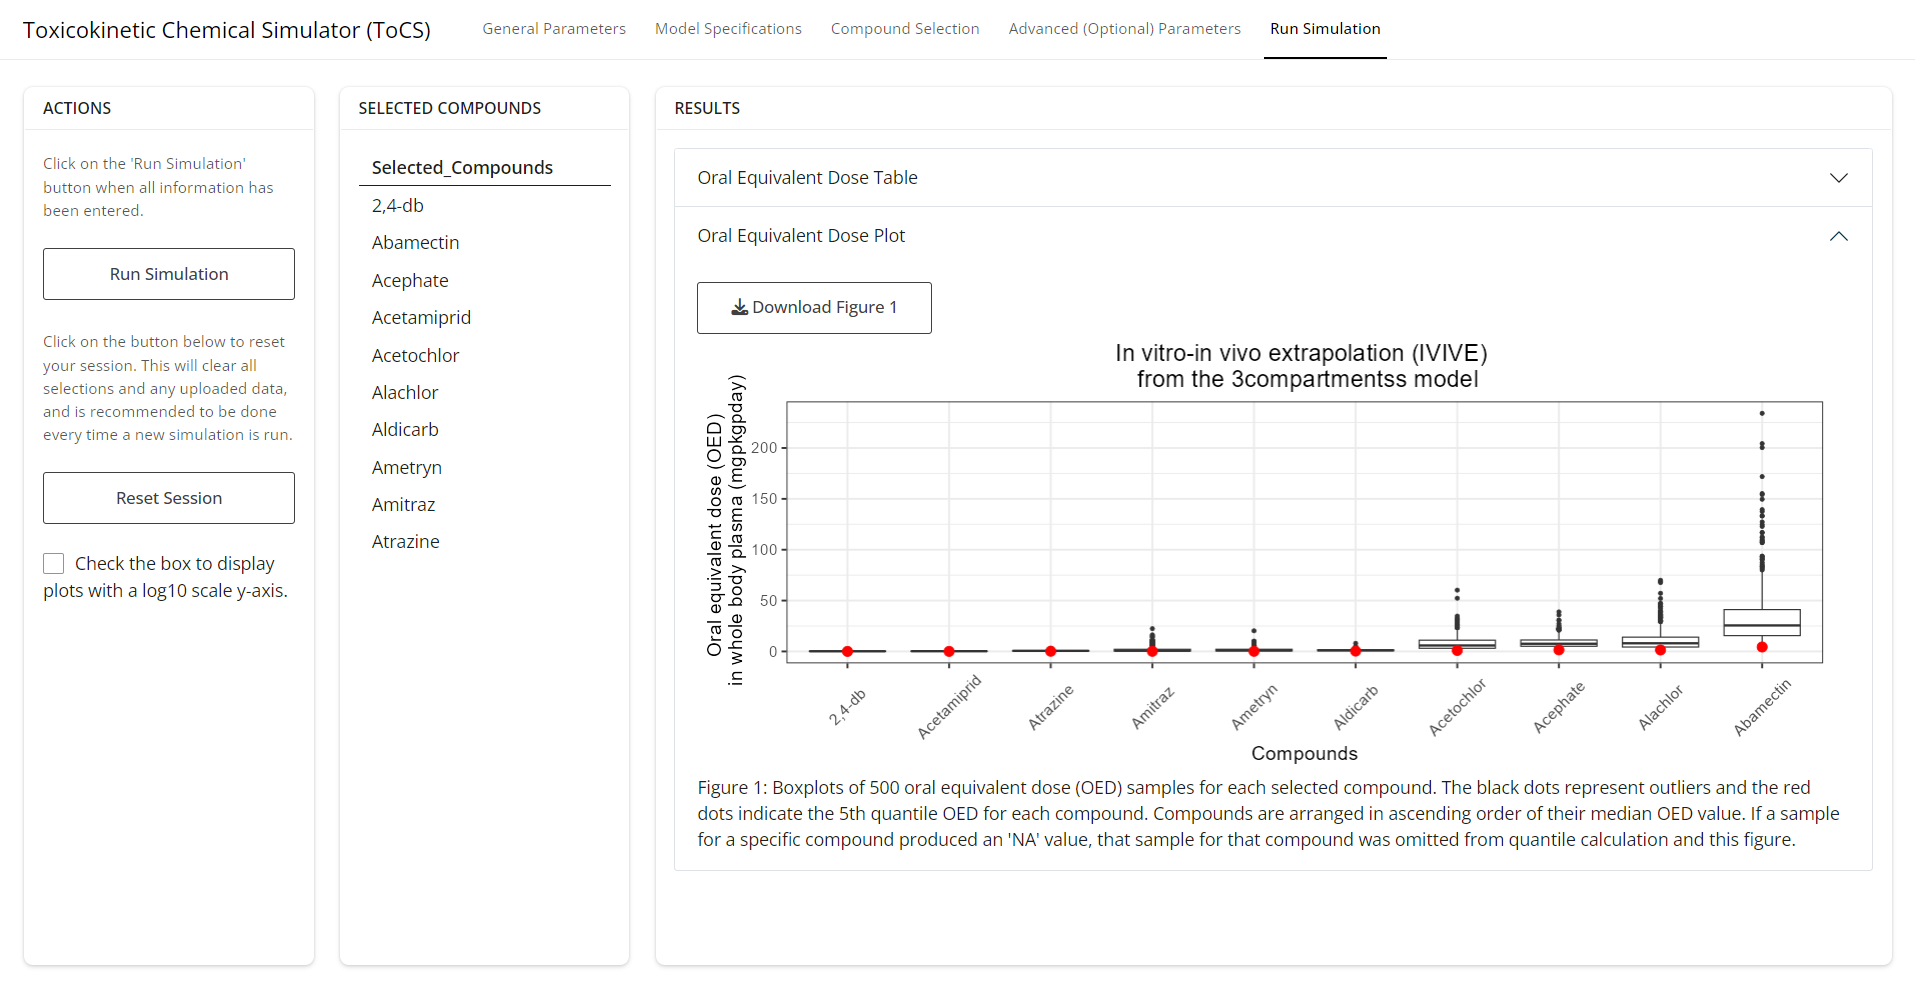 Toxicokinetic Chemical Simulator (ToCS)
General Parameters
Model Specifications
Compound Selection
Advanced (Optional) Parameters
Run Simulation
ACTIONS
Click on the 'Run Simulation'
button when all information has
been entered.
Run Simulation
Click on the button below to reset
your session. This will clear all
selections and any uploaded data,
and is recommended to be done
every time a new simulation is run.
Reset Session
Check the box to display
plots with a log10 scale y-axis.
SELECTED COMPOUNDS
Selected_Compounds
2,4-db
Abamectin
Acephate
Acetamiprid
Acetochlor
Alachlor
Aldicarb
Ametryn
Amitraz
Atrazine
RESULTS
Oral Equivalent Dose Table
Oral Equivalent Dose Plot
Download Figure 1
In vitro-in vivo extrapolation (IVIVE)
from the 3compartmentss model
Oral equivalent dose (OED)
in whole body plasma (mgpkgpday)
200
150
100
50
0
2,4-db
Acetamiprid
Atrazine
Amitraz
Ametryn
Aldicarb
Acetochlor
Acephate
Alachlor
Abamectin
Compounds
Figure 1: Boxplots of 500 oral equivalent dose (OED) samples for each selected compound. The black dots represent outliers and the red
dots indicate the 5th quantile OED for each compound. Compounds are arranged in ascending order of their median OED value. If a sample
for a specific compound produced an 'NA' value, that sample for that compound was omitted from quantile calculation and this figure.